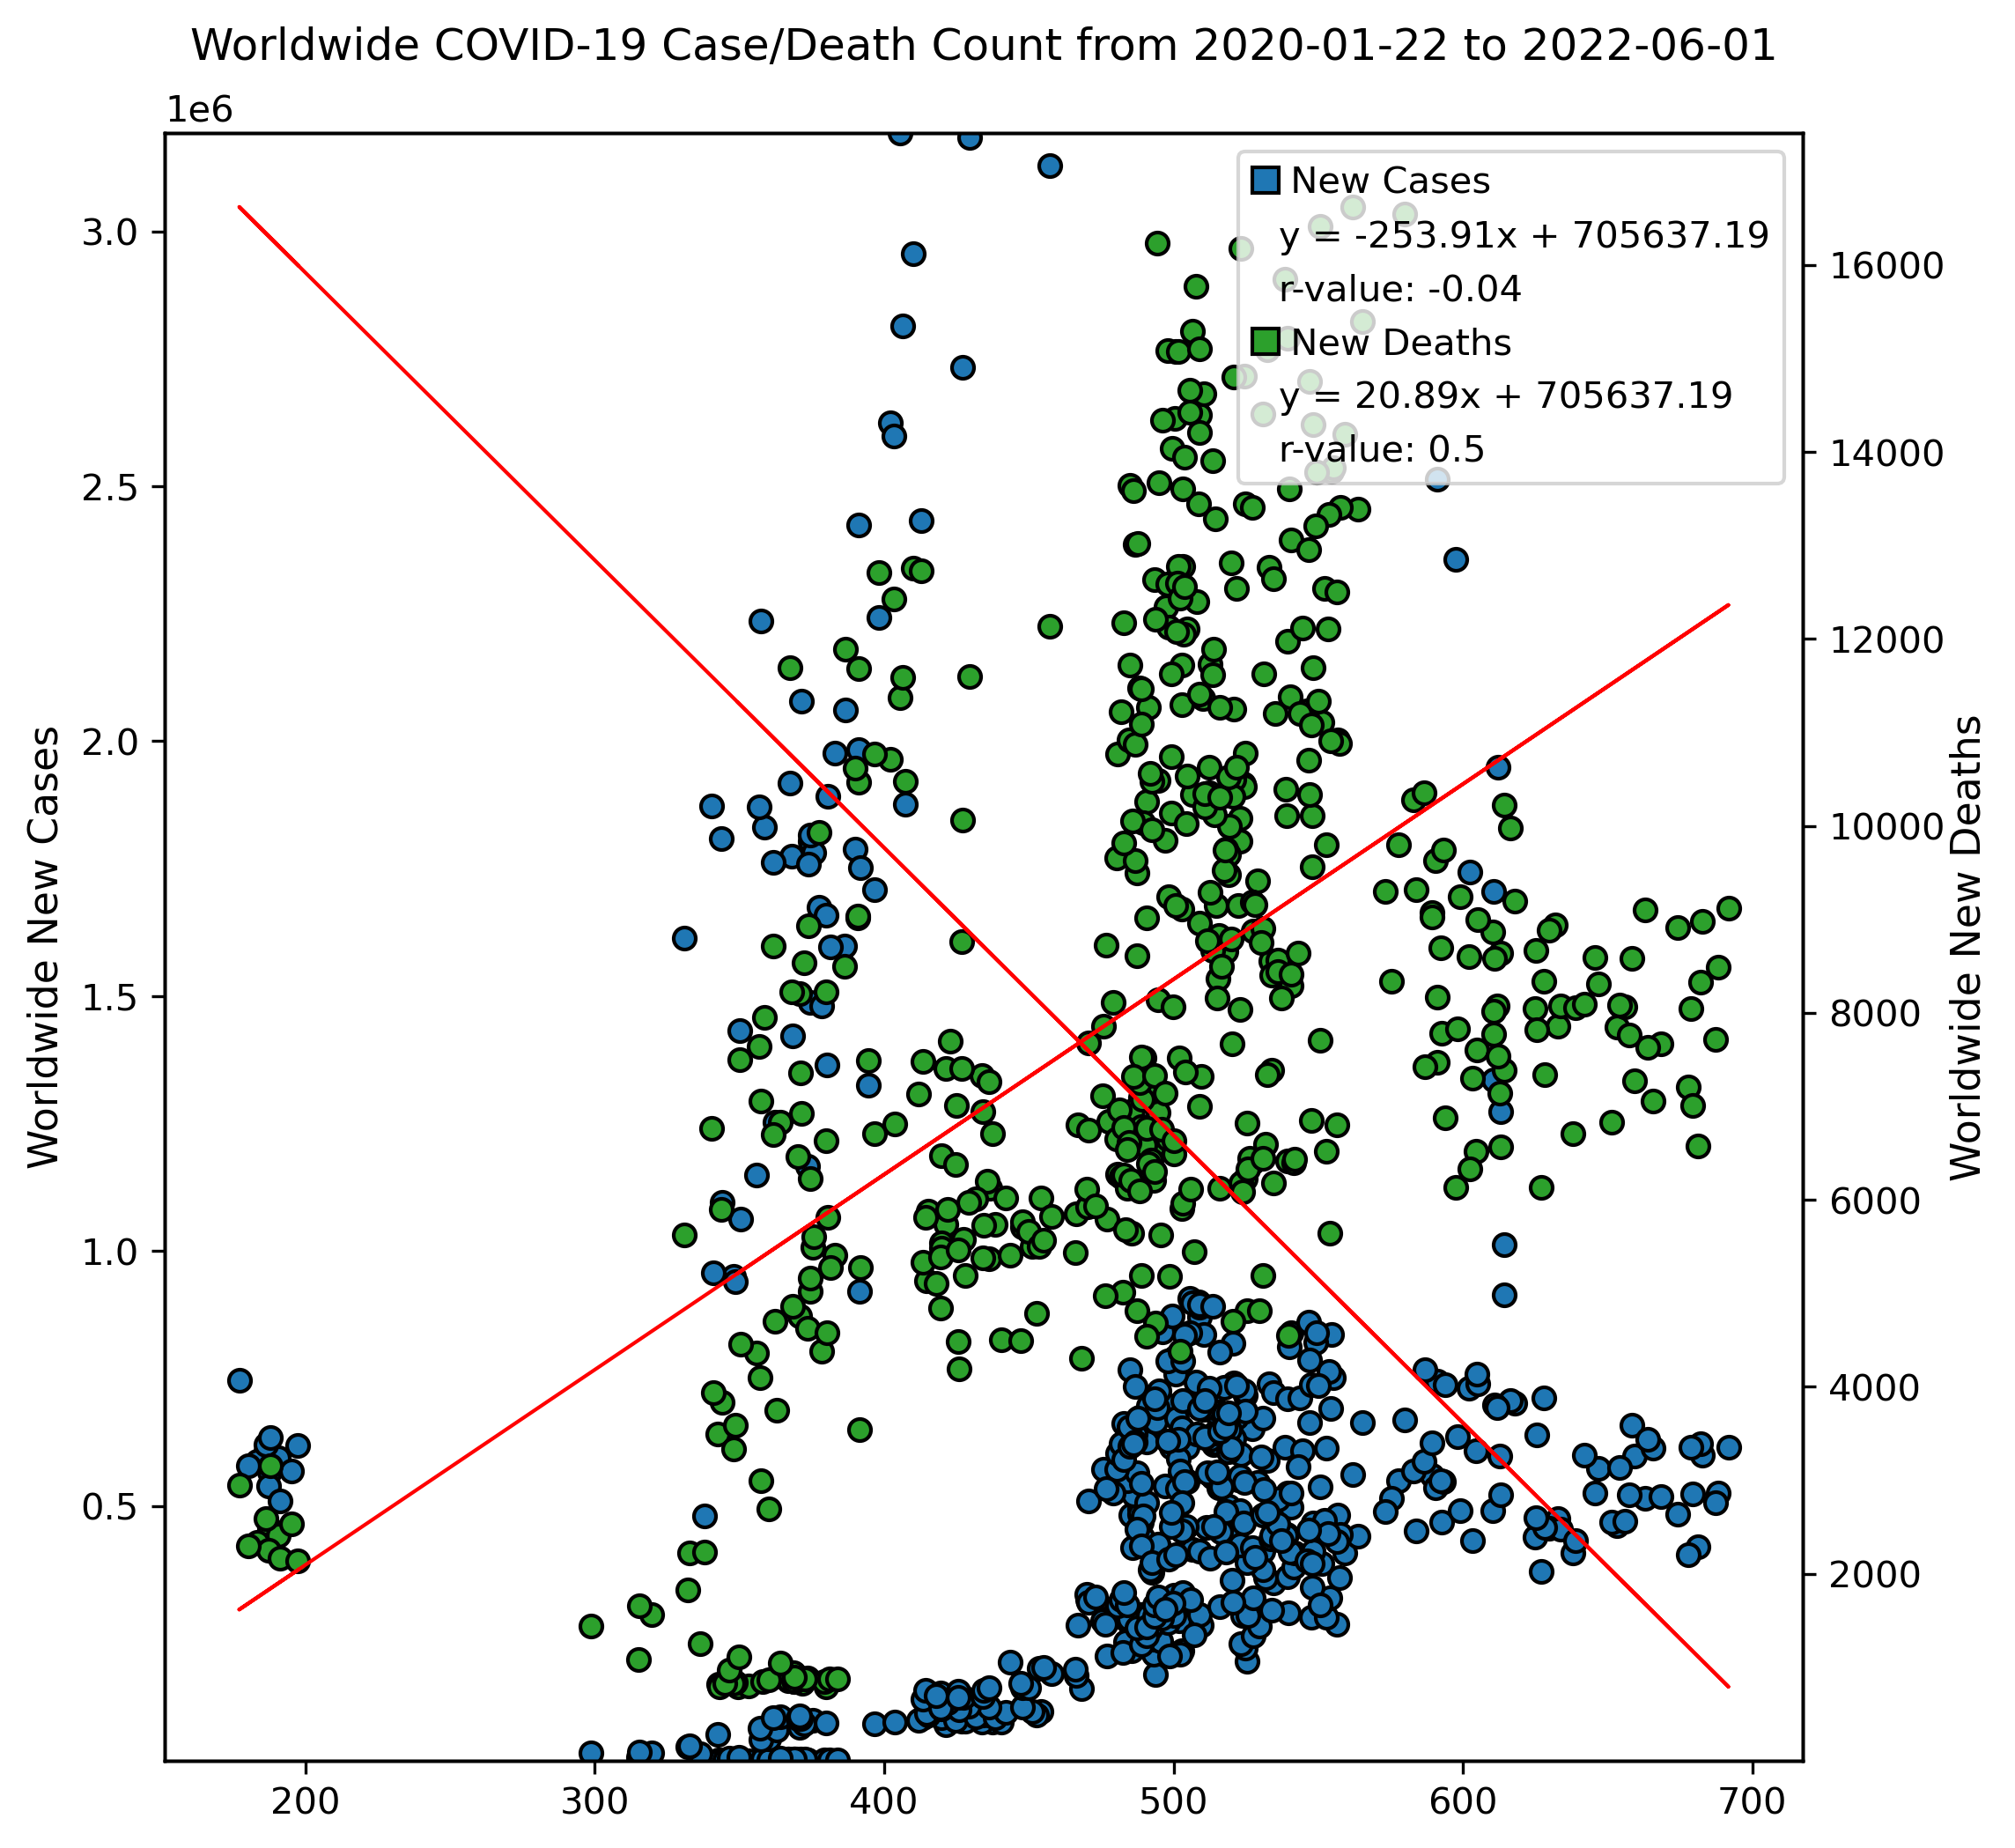 Worldwide COVID-19 Case/Death Count from 2020-01-22 to 2022-06-01
1e6
New Cases
y = -253.91x + 705637.19
r-value: -0.04
New Deaths
y = 20.89x + 705637.19
r-value: 0.5
3.0
2.5
2.0
1.5
1.0
0.5
Worldwide New Cases
16000
14000
12000
10000
8000
6000
4000
2000
Worldwide New Deaths
200 300 400 500 600 700